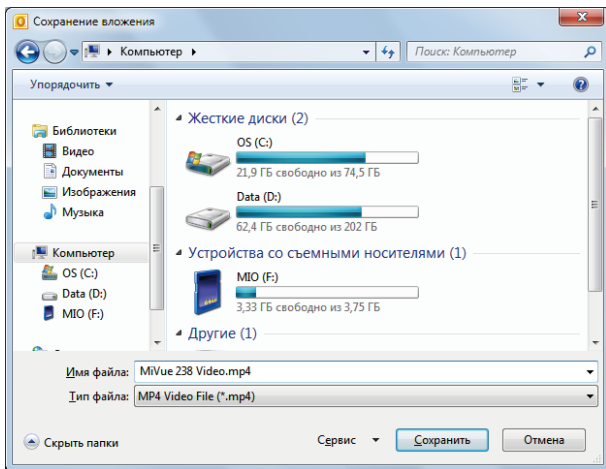 Сохранение вложения
Компьютер
Поиск: Компьютер
Упорядочить
Библиотеки
Видео
Документы
Изображения
Музыка
Компьютер
OS (C:)
Data (D:)
MIO (F:)
Жесткие диски (2)
OS (C:)
21,9 ГБ свободно из 74,5 ГБ
Data (D:)
62,4 ГБ свободно из 202 ГБ
Устройства со съемными носителями (1)
MIO (F:)
3,33 ГБ свободно из 3,75 ГБ
Другие (1)
Имя файла: MiVue 238 Video.mp4
Тип файла: MP4 Video File (*.mp4)
Скрыть папки
Сервис
Сохранить
Отмена